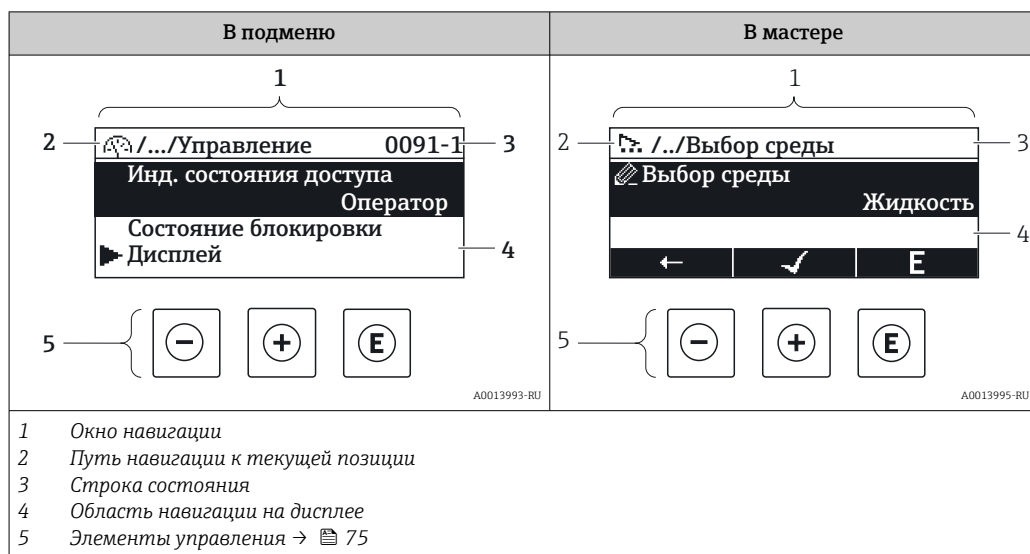 В подменю
В мастере
1
2
/.../Управление 0091-1
3
Инд. состояния доступа
Оператор
Состояние блокировки
Дисплей
4
5
E
A0013993-RU
1
2
/../Выбор среды
3
Выбор среды
Жидкость
4
E
5
E
A0013995-RU
1 Окно навигации
2 Путь навигации к текущей позиции
3 Строка состояния
4 Область навигации на дисплее
5 Элементы управления → 75